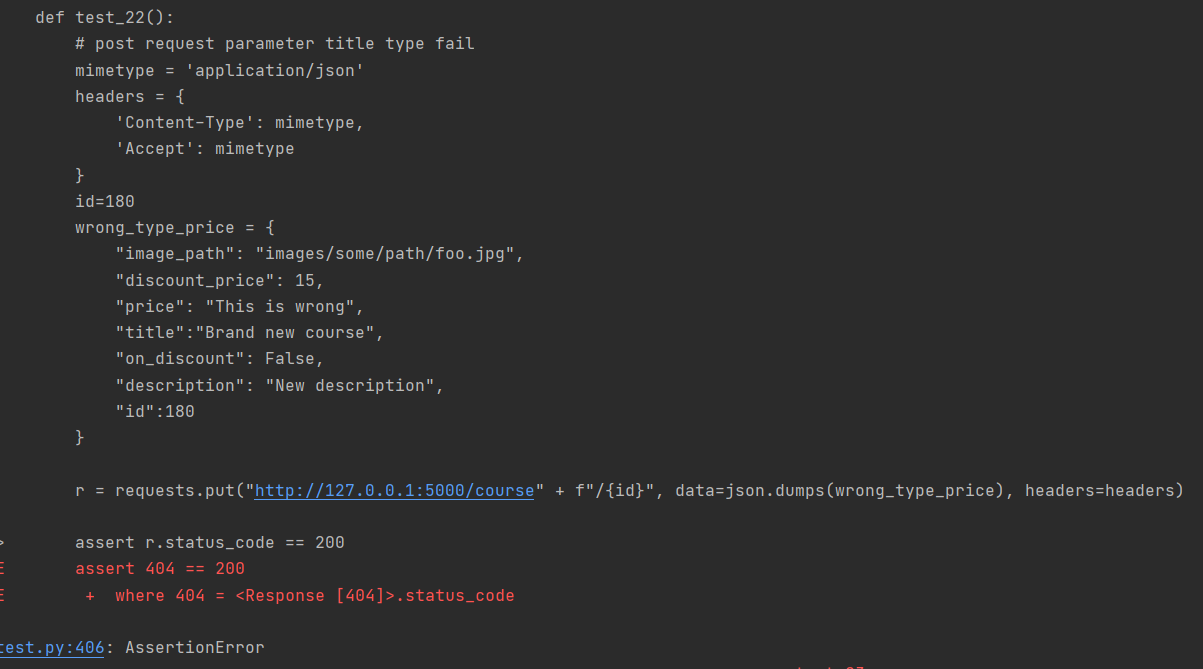 def test_22():
# post request parameter title type fail
mimetype = 'application/json'
headers = {
'Content-Type': mimetype,
'Accept': mimetype
}
id=180
wrong_type_price = {
"image_path": "images/some/path/foo.jpg",
"discount_price": 15,
"price": "This is wrong",
"title":"Brand new course",
"on_discount": False,
"description": "New description",
"id":180
}
r = requests.put("http://127.0.0.1:5000/course" + f"/{id}", data=json.dumps(wrong_type_price), headers=headers)
> assert r.status_code == 200
E assert 404 == 200
E + where 404 = <Response [404]>.status_code
test.py:406: AssertionError